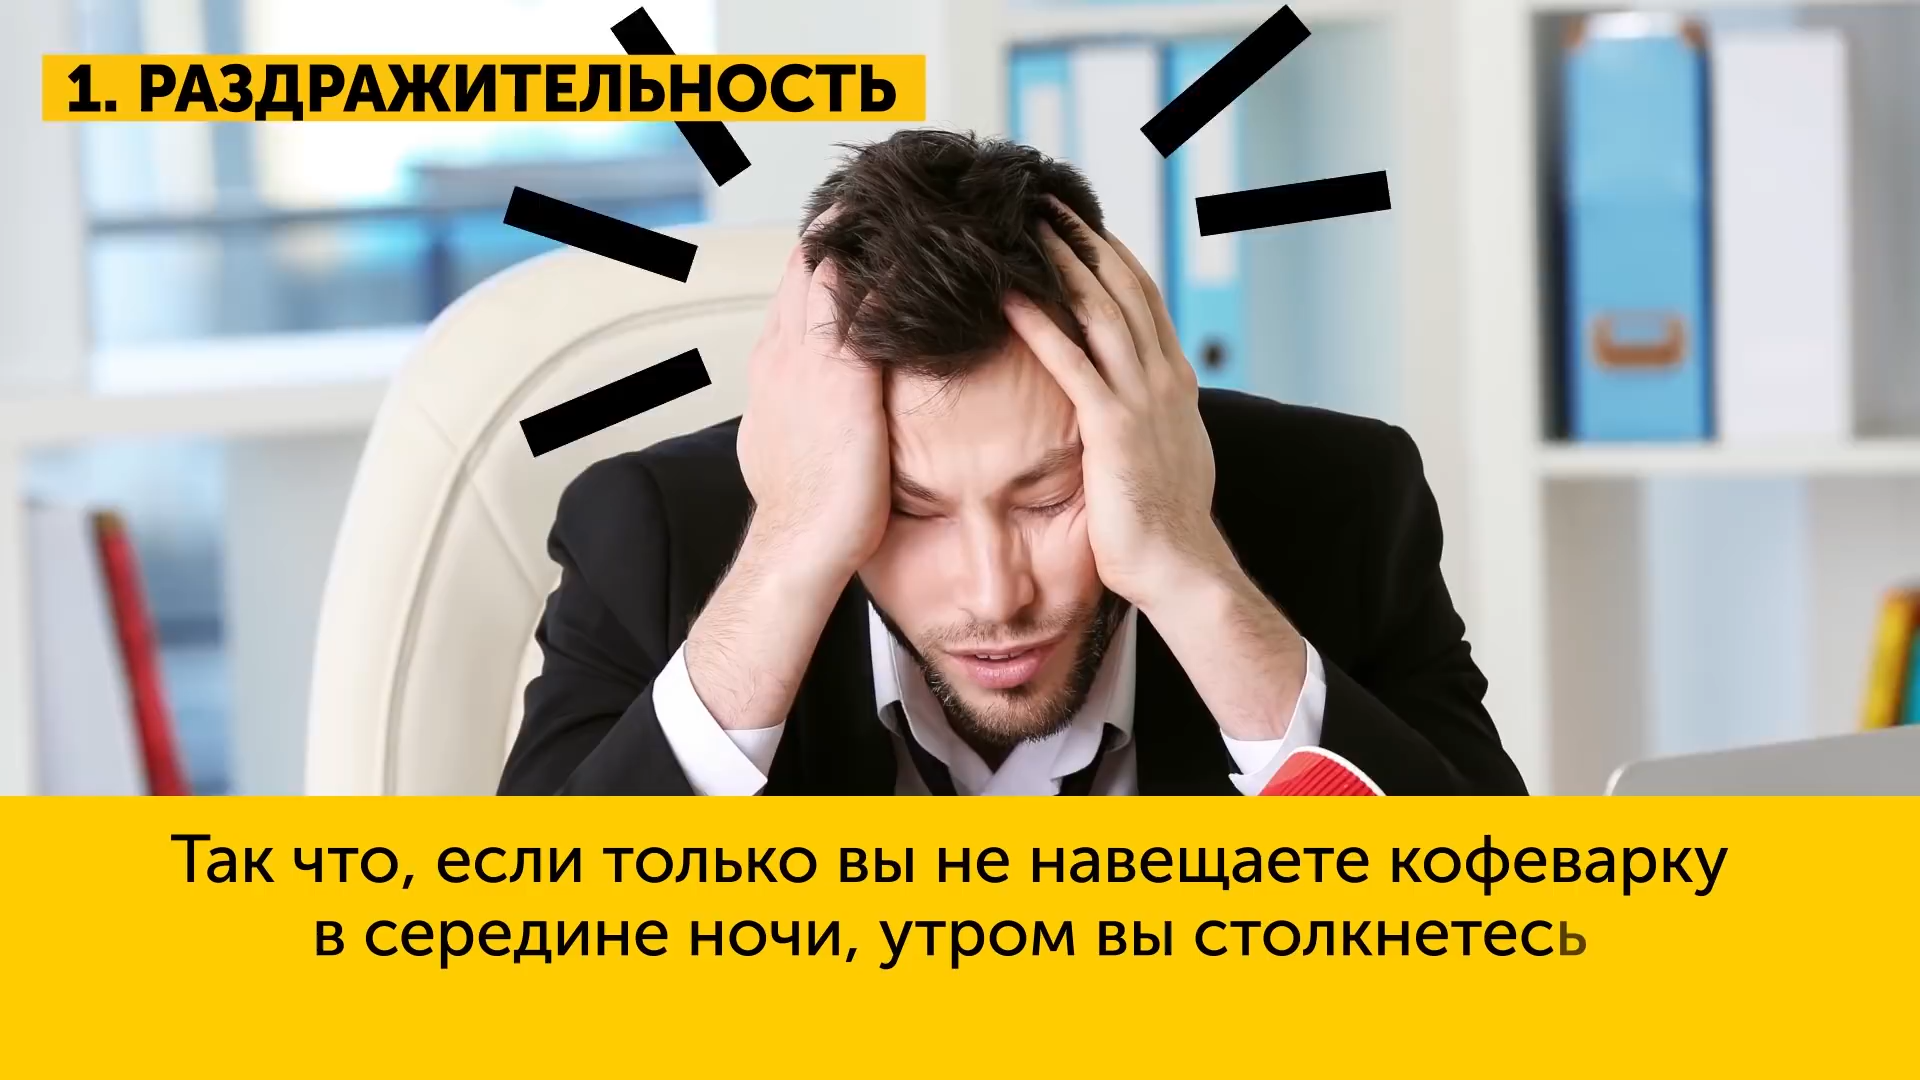 1. РАЗДРАЖИТЕЛЬНОСТЬ
Так что, если только вы не навещаете кофеварку
в середине ночи, утром вы столкнетесь